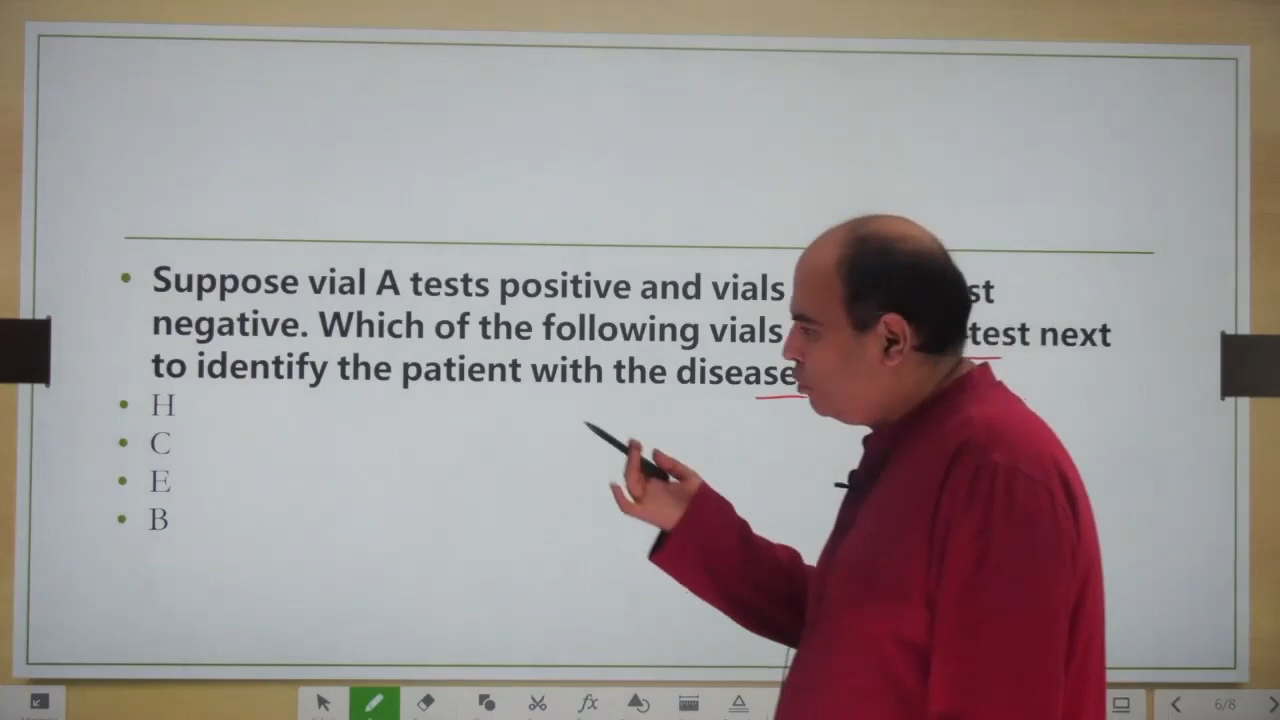 Suppose vial A tests positive and vials st
negative. Which of the following vials test next
to identify the patient with the disease
H
C
E
B
fx
6/8